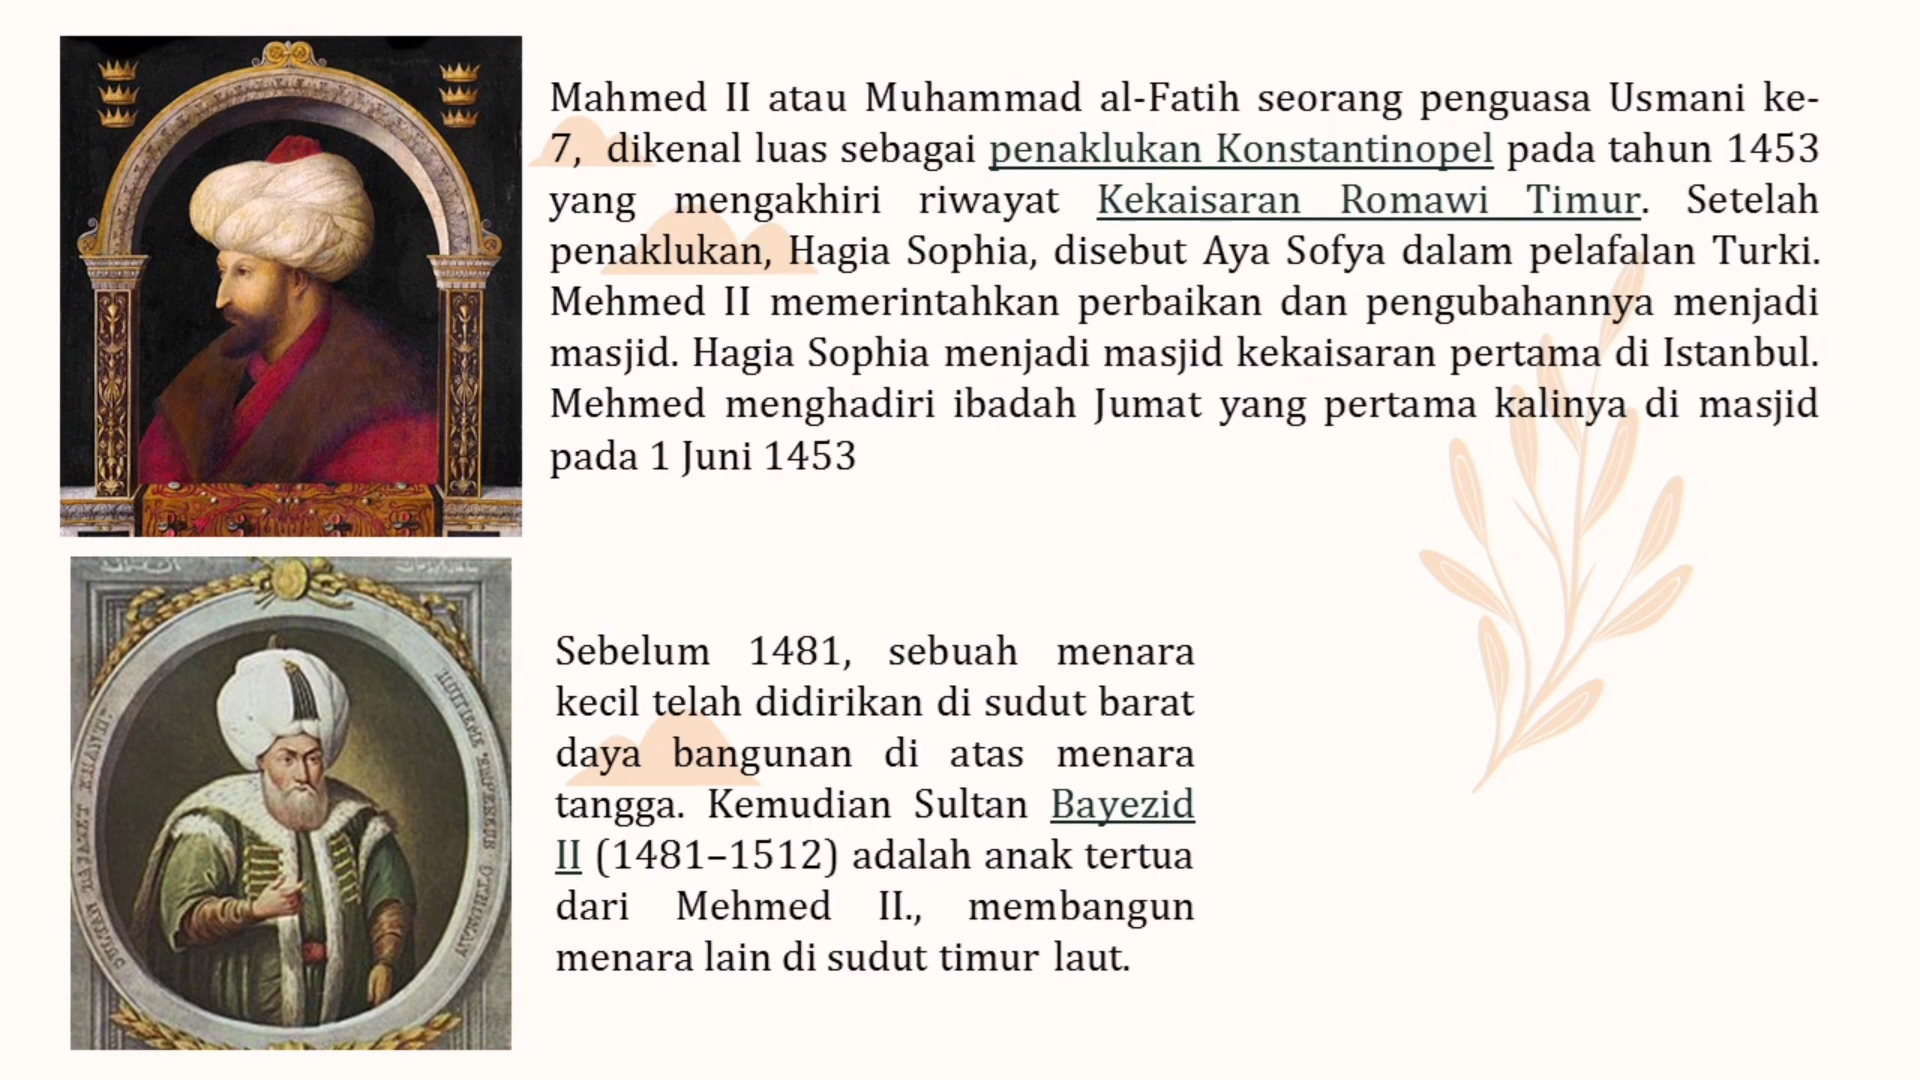 Mahmed II atau Muhammad al-Fatih seorang penguasa Usmani ke-
7, dikenal luas sebagai penaklukan Konstantinopel pada tahun 1453
yang mengakhiri riwayat Kekaisaran Romawi Timur. Setelah
penaklukan, Hagia Sophia, disebut Aya Sofya dalam pelafalan Turki.
Mehmed II memerintahkan perbaikan dan pengubahannya menjadi
masjid. Hagia Sophia menjadi masjid kekaisaran pertama di Istanbul.
Mehmed menghadiri ibadah Jumat yang pertama kalinya di masjid
pada 1 Juni 1453
Sebelum 1481, sebuah menara
kecil telah didirikan di sudut barat
daya bangunan di atas menara
tangga. Kemudian Sultan Bayezid
II (1481–1512) adalah anak tertua
dari Mehmed II., membangun
menara lain di sudut timur laut.